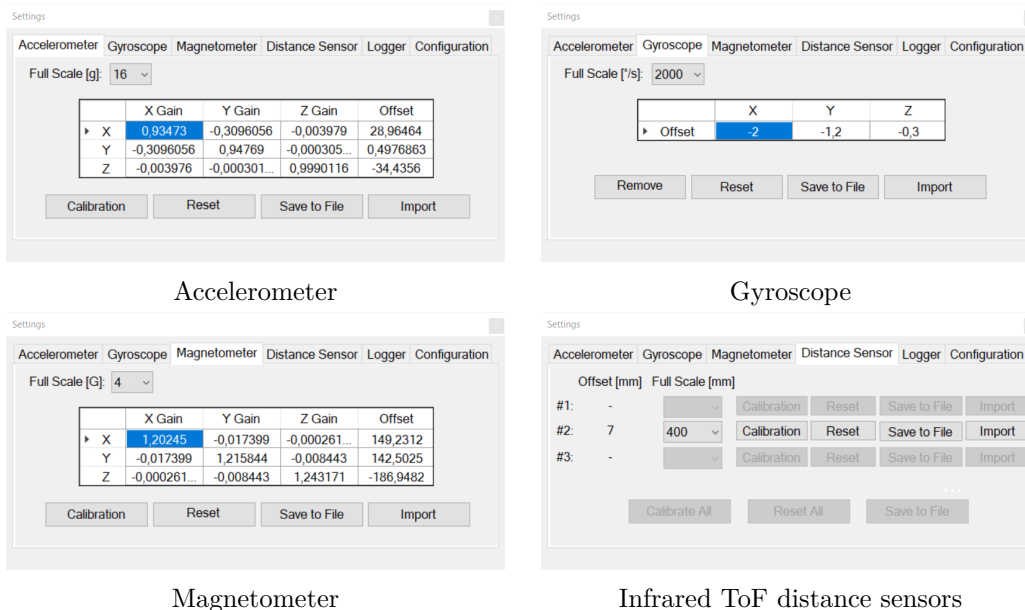 Settings
Accelerometer Gyroscope Magnetometer Distance Sensor Logger Configuration
Full Scale [g]: 16
X Gain Y Gain Z Gain Offset
X 0,93473 -0,3096056 -0,003979 28,96464
Y -0,3096056 0,94769 -0,000305... 0,4976863
Z -0,003976 -0,000301... 0,9990116 -34,4356
Calibration Reset Save to File Import
Accelerometer
Settings
Accelerometer Gyroscope Magnetometer Distance Sensor Logger Configuration
Full Scale [°/s]: 2000
X Y Z
Offset -2 -1,2 -0,3
Remove Reset Save to File Import
Gyroscope
Settings
Accelerometer Gyroscope Magnetometer Distance Sensor Logger Configuration
Full Scale [G]: 4
X Gain Y Gain Z Gain Offset
X 1,20245 -0,017399 -0,000261... 149,2312
Y -0,017399 1,215844 -0,008443 142,5025
Z -0,000261... -0,008443 1,243171 -186,9482
Calibration Reset Save to File Import
Magnetometer
Settings
Accelerometer Gyroscope Magnetometer Distance Sensor Logger Configuration
Offset [mm] Full Scale [mm]
#1: - Calibration Reset Save to File Import
#2: 7 400 Calibration Reset Save to File Import
#3: - Calibration Reset Save to File Import
Calibrate All Reset All Save to File
Infrared ToF distance sensors